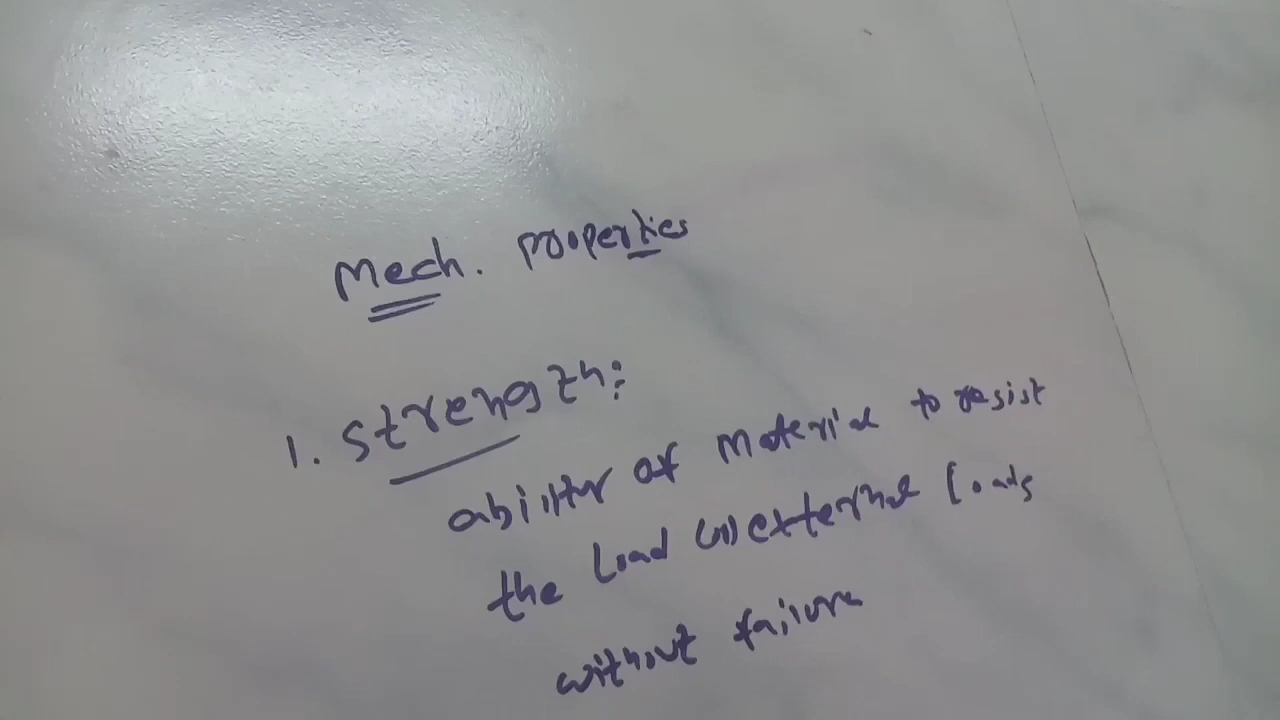 Mech. properties
1. Strength:
ability of material to resist
the load (or) external loads
without failure